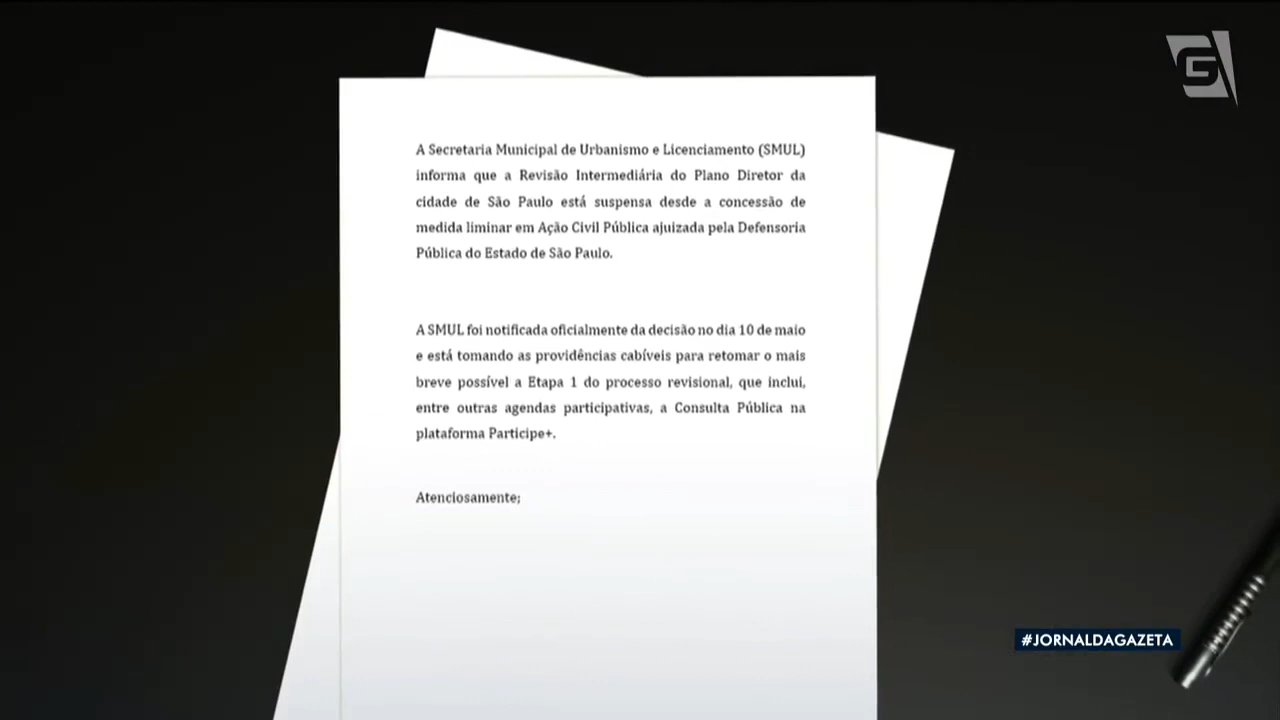 A Secretaria Municipal de Urbanismo e Licenciamento (SMUL)
informa que a Revisão Intermediária do Plano Diretor da
cidade de São Paulo está suspensa desde a concessão de
medida liminar em Ação Civil Pública ajuizada pela Defensoria
Pública do Estado de São Paulo.
A SMUL foi notificada oficialmente da decisão no dia 10 de maio
e está tomando as providências cabíveis para retomar o mais
breve possível a Etapa 1 do processo revisional, que inclui,
entre outras agendas participativas, a Consulta Pública na
plataforma Participe+.
Atenciosamente;
#JORNALDAGAZETA